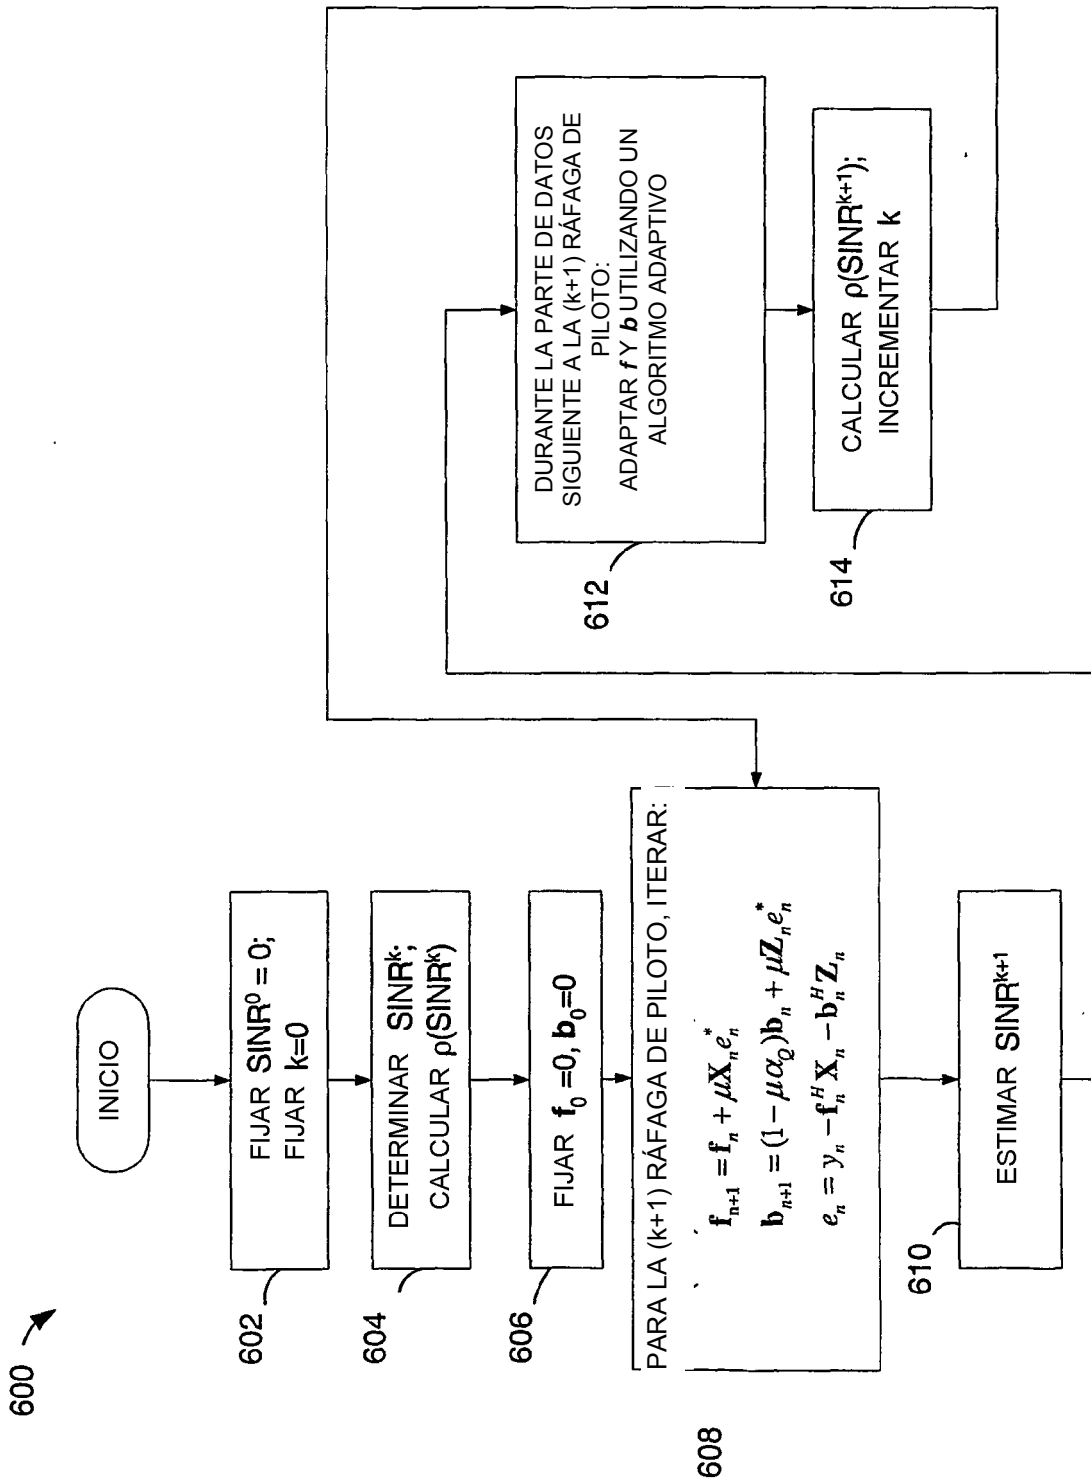 600
INICIO
602
FIJAR SINR⁰ = 0;
FIJAR k=0
604
DETERMINAR SINRᵏ;
CALCULAR ρ(SINRᵏ)
606
FIJAR f₀ =0, b₀=0
608
PARA LA (k+1) RÁFAGA DE PILOTO, ITERAR:
fₙ₊₁ = fₙ + μXₙeₙ*
bₙ₊₁ = (1 − μα_Q)bₙ + μZₙeₙ*
eₙ = yₙ − fₙᴴXₙ − bₙᴴZₙ
610
ESTIMAR SINRᵏ⁺¹
612
DURANTE LA PARTE DE DATOS
SIGUIENTE A LA (k+1) RÁFAGA DE
PILOTO:
ADAPTAR f Y b UTILIZANDO UN
ALGORITMO ADAPTIVO
614
CALCULAR ρ(SINRᵏ⁺¹);
INCREMENTAR k